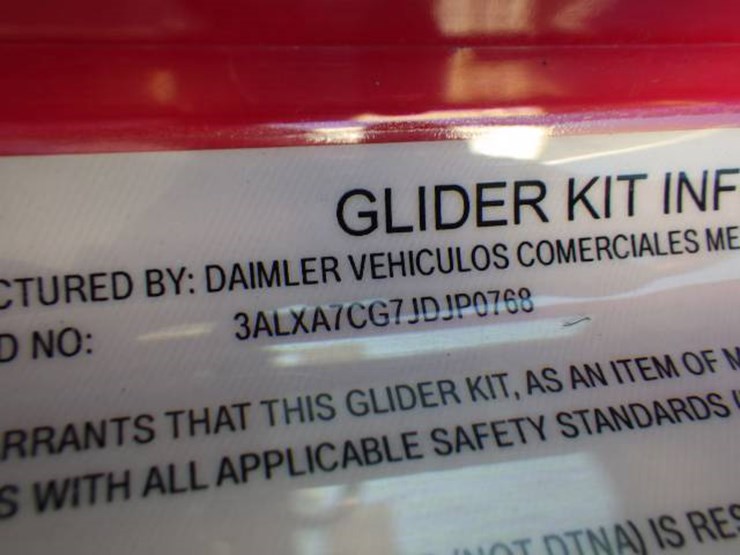 GLIDER KIT INF
CTURED BY: DAIMLER VEHICULOS COMERCIALES ME
D NO: 3ALXA7CG7JDJP0768
RRANTS THAT THIS GLIDER KIT, AS AN ITEM OF M
S WITH ALL APPLICABLE SAFETY STANDARDS
(NOT DTNA) IS RES